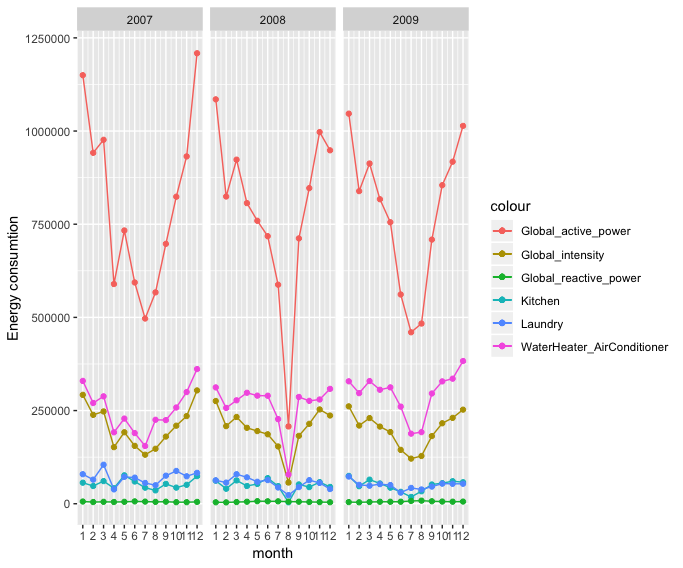 2007 2008 2009
1250000
1000000
750000
500000
250000
0
Energy consumtion
1 2 3 4 5 6 7 8 9 10 11 12 1 2 3 4 5 6 7 8 9 10 11 12 1 2 3 4 5 6 7 8 9 10 11 12
month
colour
Global_active_power
Global_intensity
Global_reactive_power
Kitchen
Laundry
WaterHeater_AirConditioner